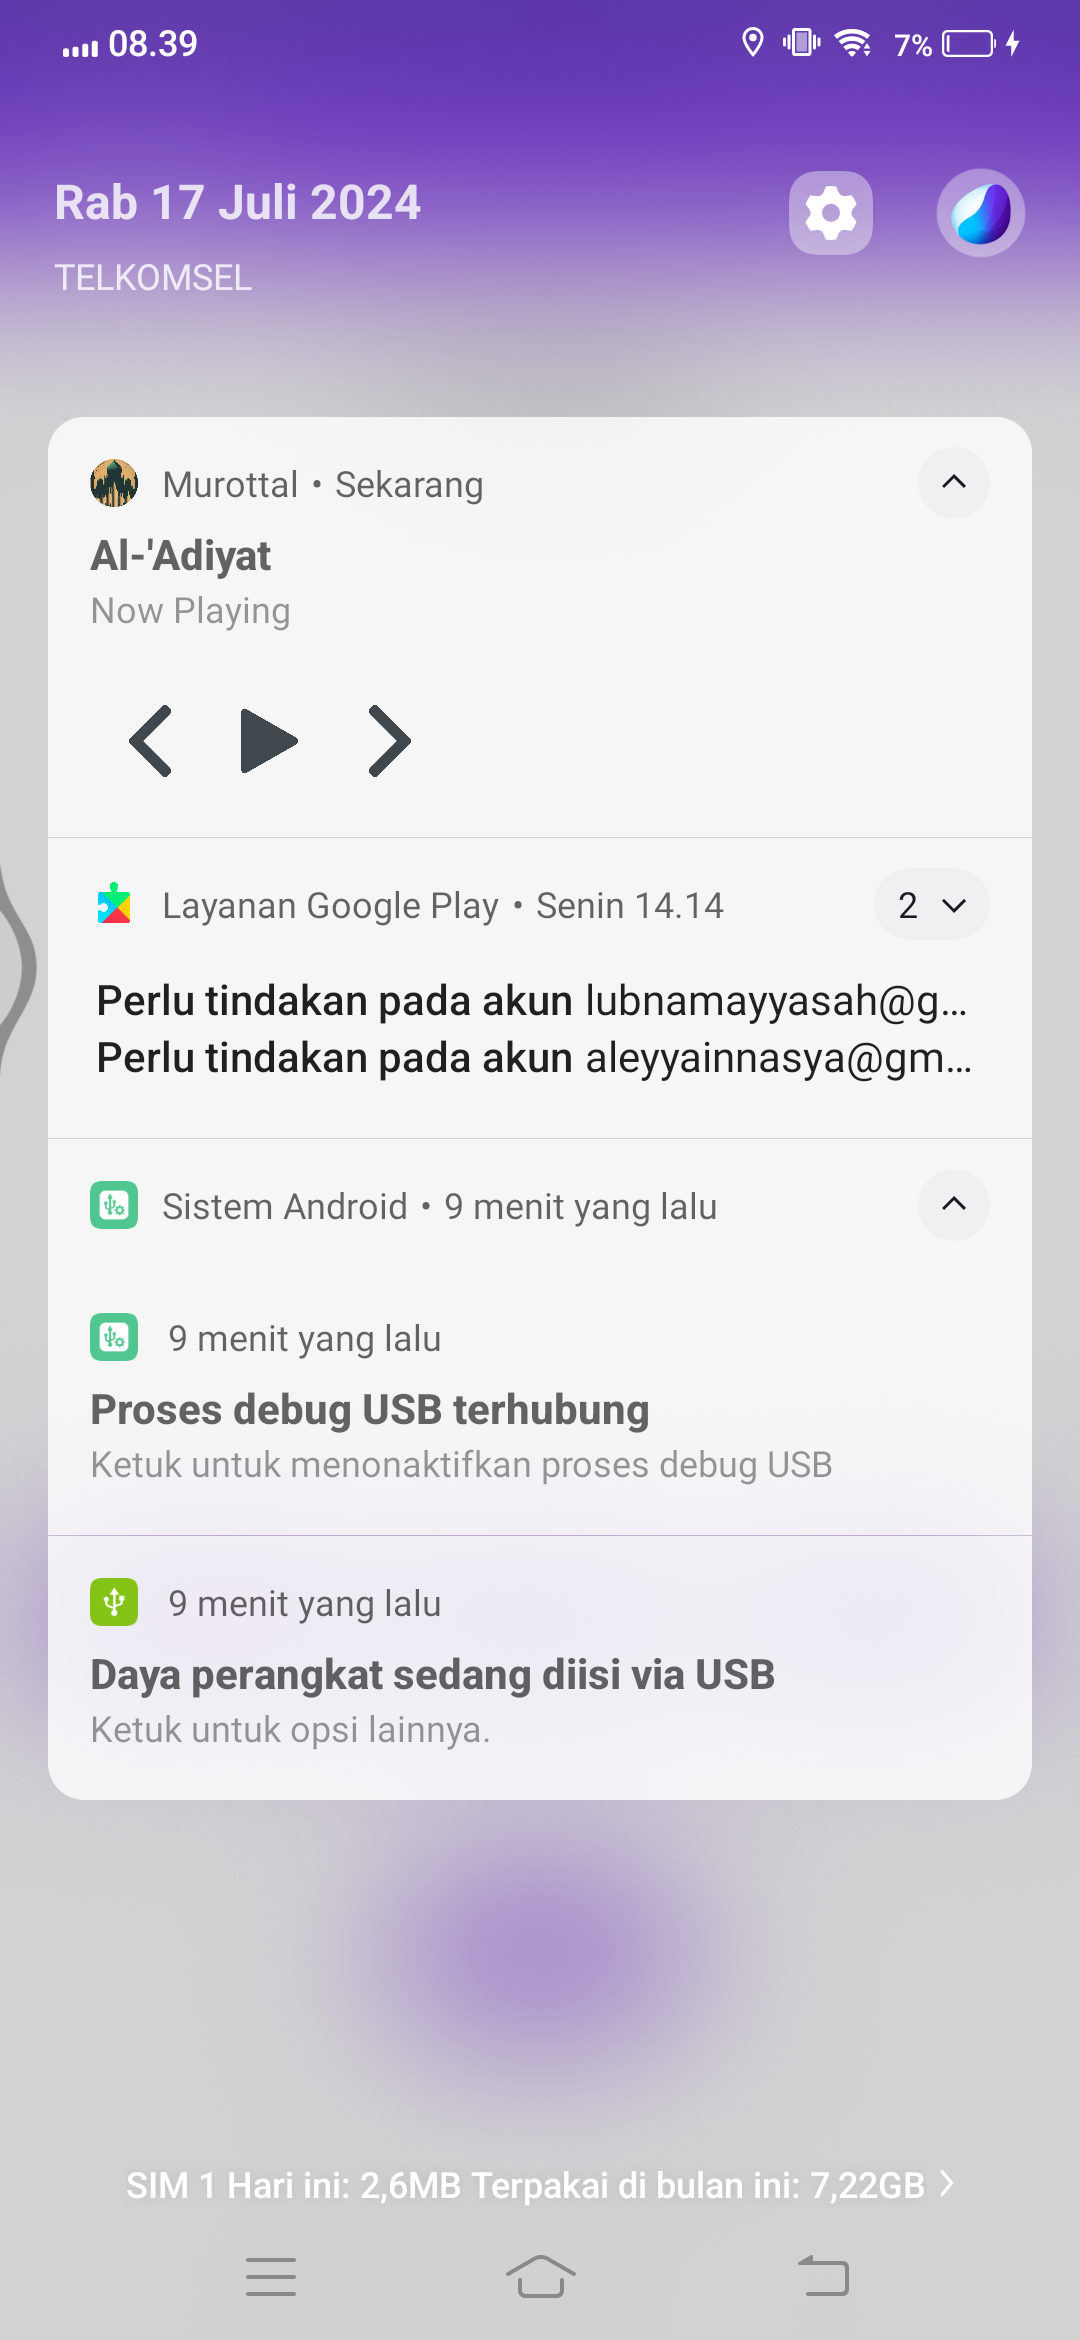 08.39
7%
Rab 17 Juli 2024
TELKOMSEL
Murottal • Sekarang
Al-'Adiyat
Now Playing
Layanan Google Play • Senin 14.14
2
Perlu tindakan pada akun lubnamayyasah@g...
Perlu tindakan pada akun aleyyainnasya@gm...
Sistem Android • 9 menit yang lalu
9 menit yang lalu
Proses debug USB terhubung
Ketuk untuk menonaktifkan proses debug USB
9 menit yang lalu
Daya perangkat sedang diisi via USB
Ketuk untuk opsi lainnya.
SIM 1 Hari ini: 2,6MB Terpakai di bulan ini: 7,22GB